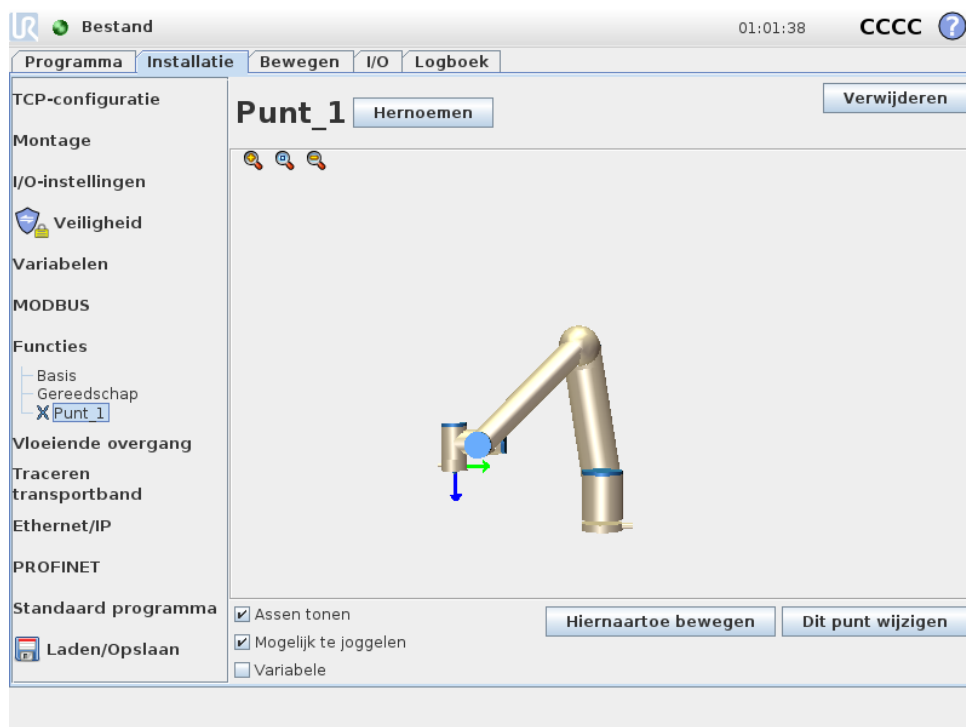 UR Bestand 01:01:38 CCCC ?
Programma Installatie Bewegen I/O Logboek
TCP-configuratie
Montage
I/O-instellingen
Veiligheid
Variabelen
MODBUS
Functies
Basis
Gereedschap
Punt_1
Vloeiende overgang
Traceren
transportband
Ethernet/IP
PROFINET
Standaard programma
Laden/Opslaan
Punt_1 Hernoemen Verwijderen
Assen tonen
Mogelijk te joggelen
Variabele
Hiernaartoe bewegen Dit punt wijzigen